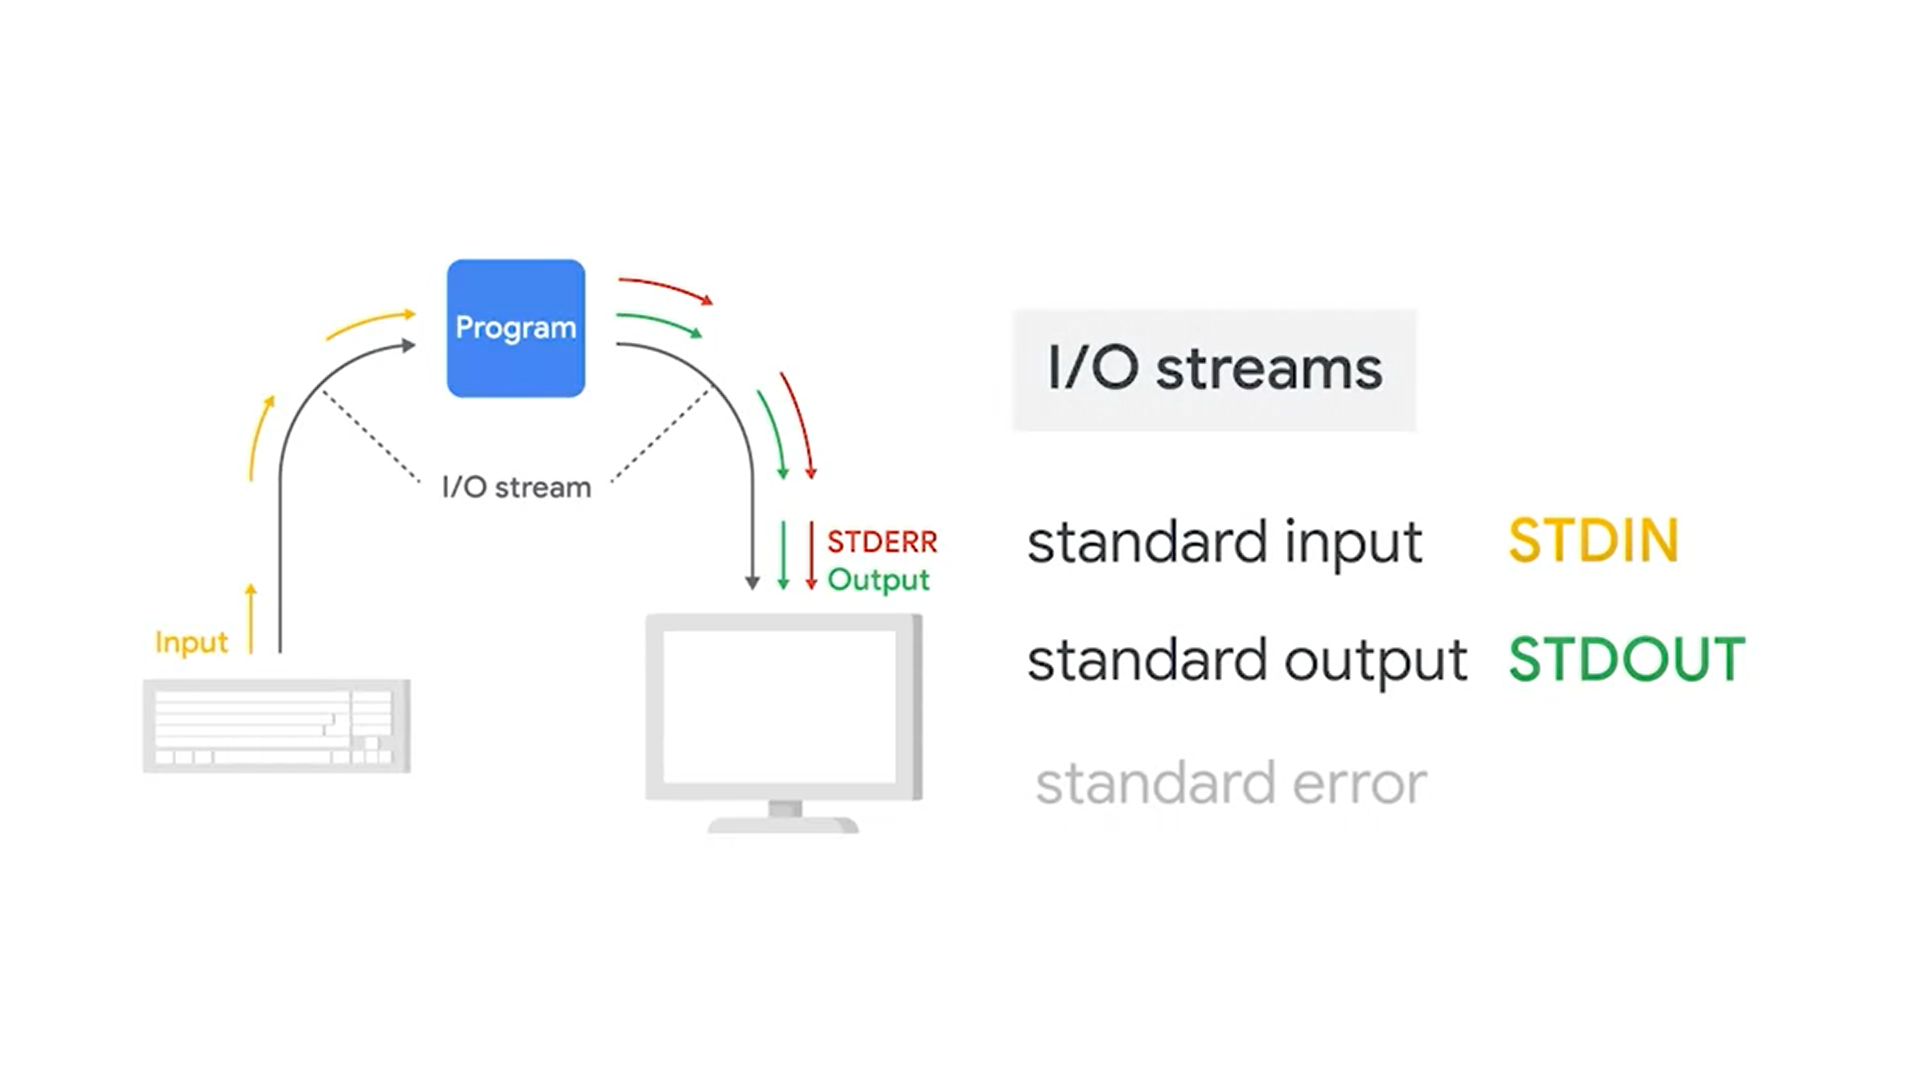 Program
I/O stream
STDERR
Output
Input
I/O streams
standard input STDIN
standard output STDOUT
standard error